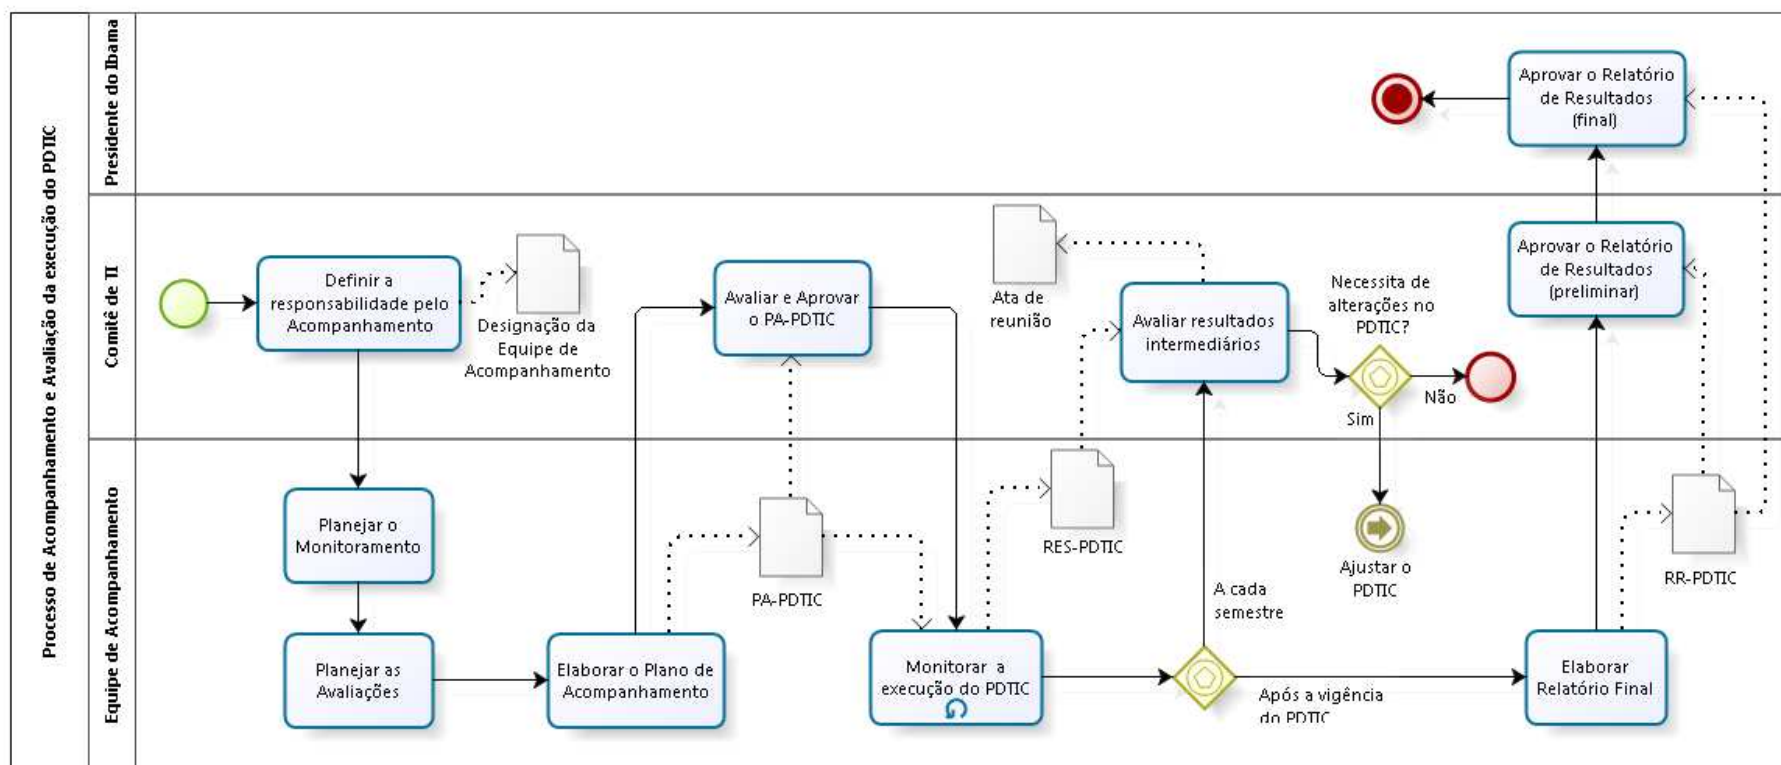 Processo de Acompanhamento e Avaliação da execução do PDTIC
Presidente do Ibama
Aprovar o Relatório
de Resultados
(final)
Comitê de TI
Definir a
responsabilidade pelo
Acompanhamento
Designação da
Equipe de
Acompanhamento
Avaliar e Aprovar
o PA-PDTIC
Ata de
reunião
Avaliar resultados
intermediários
Necessita de
alterações no
PDTIC?
Não
Sim
Aprovar o Relatório
de Resultados
(preliminar)
Equipe de Acompanhamento
Planejar o
Monitoramento
Planejar as
Avaliações
Elaborar o Plano de
Acompanhamento
PA-PDTIC
Monitorar a
execução do PDTIC
RES-PDTIC
A cada
semestre
Ajustar o
PDTIC
Após a vigência
do PDTIC
Elaborar
Relatório Final
RR-PDTIC